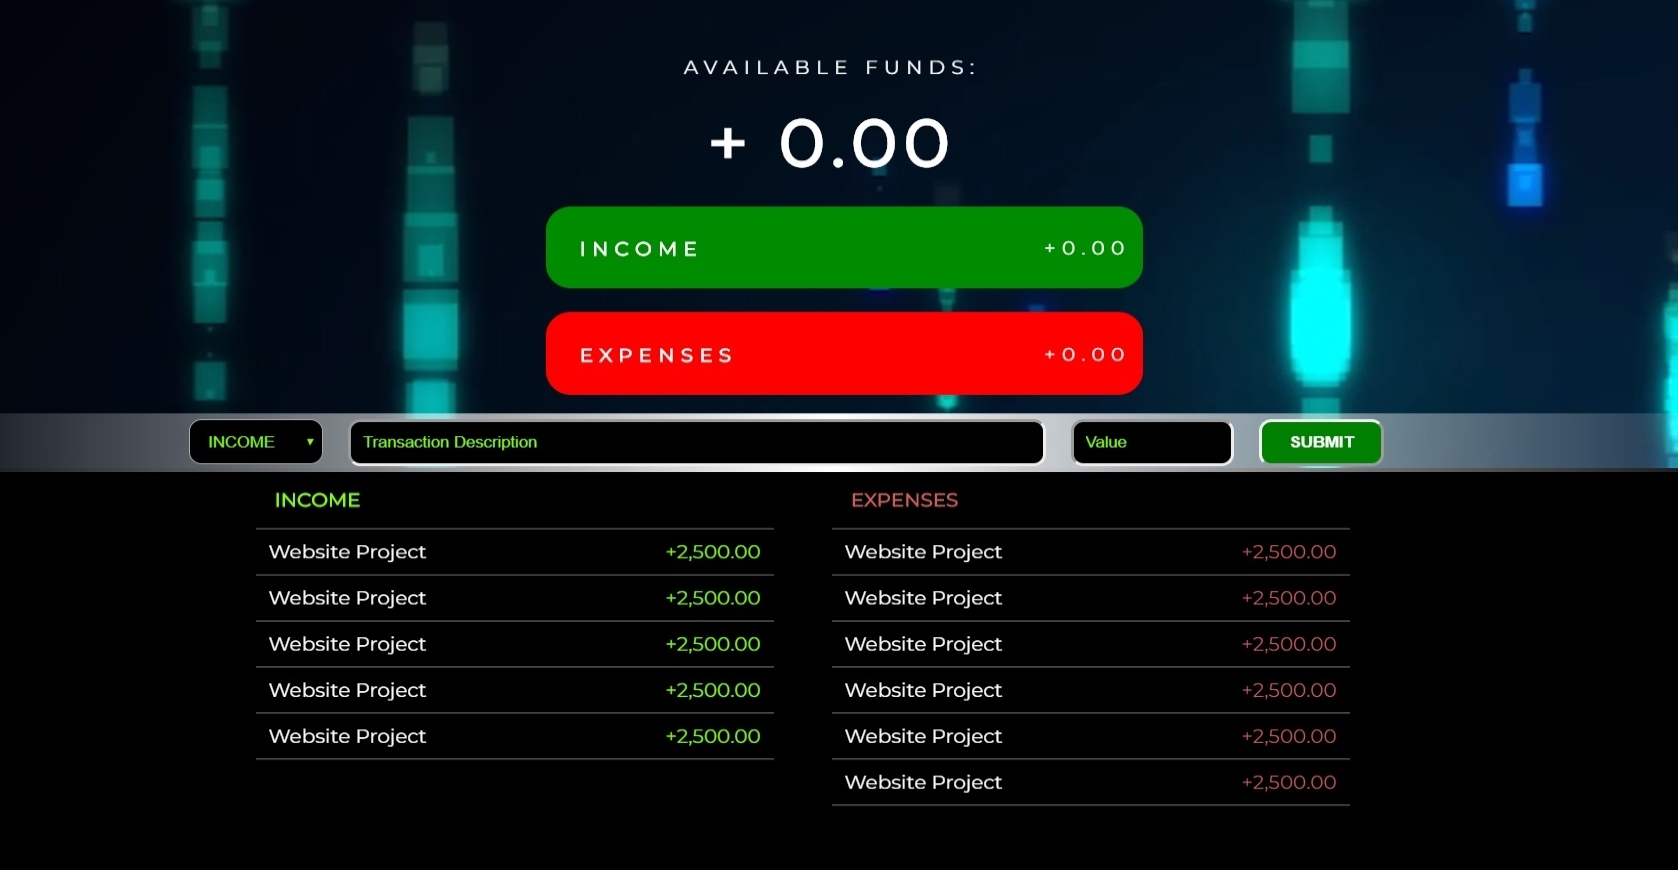 AVAILABLE FUNDS:
+ 0.00
INCOME +0.00
EXPENSES +0.00
INCOME ▾ Transaction Description Value SUBMIT
INCOME
Website Project +2,500.00
Website Project +2,500.00
Website Project +2,500.00
Website Project +2,500.00
Website Project +2,500.00
EXPENSES
Website Project +2,500.00
Website Project +2,500.00
Website Project +2,500.00
Website Project +2,500.00
Website Project +2,500.00
Website Project +2,500.00